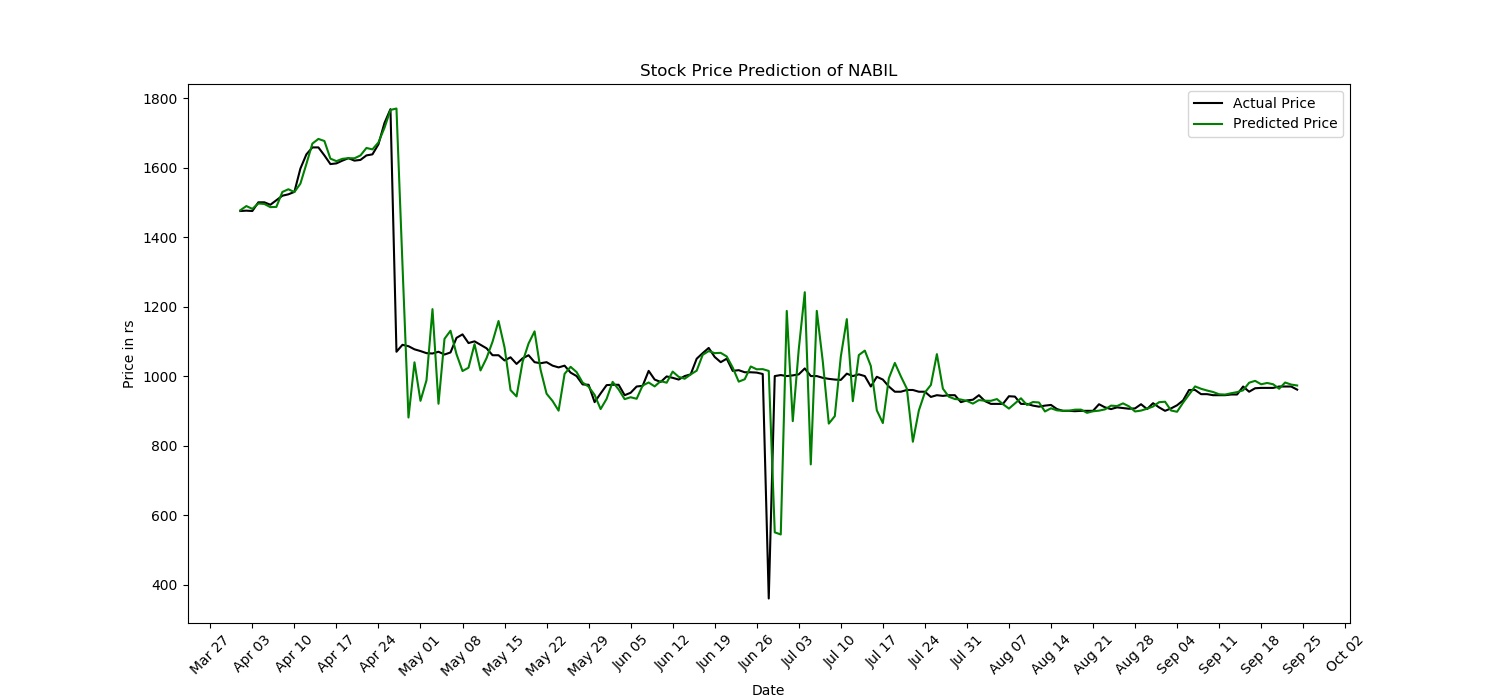 Stock Price Prediction of NABIL
Actual Price
Predicted Price
1800
1600
1400
1200
1000
800
600
400
Price in rs
Mar 27
Apr 03
Apr 10
Apr 17
Apr 24
May 01
May 08
May 15
May 22
May 29
Jun 05
Jun 12
Jun 19
Jun 26
Jul 03
Jul 10
Jul 17
Jul 24
Jul 31
Aug 07
Aug 14
Aug 21
Aug 28
Sep 04
Sep 11
Sep 18
Sep 25
Oct 02
Date